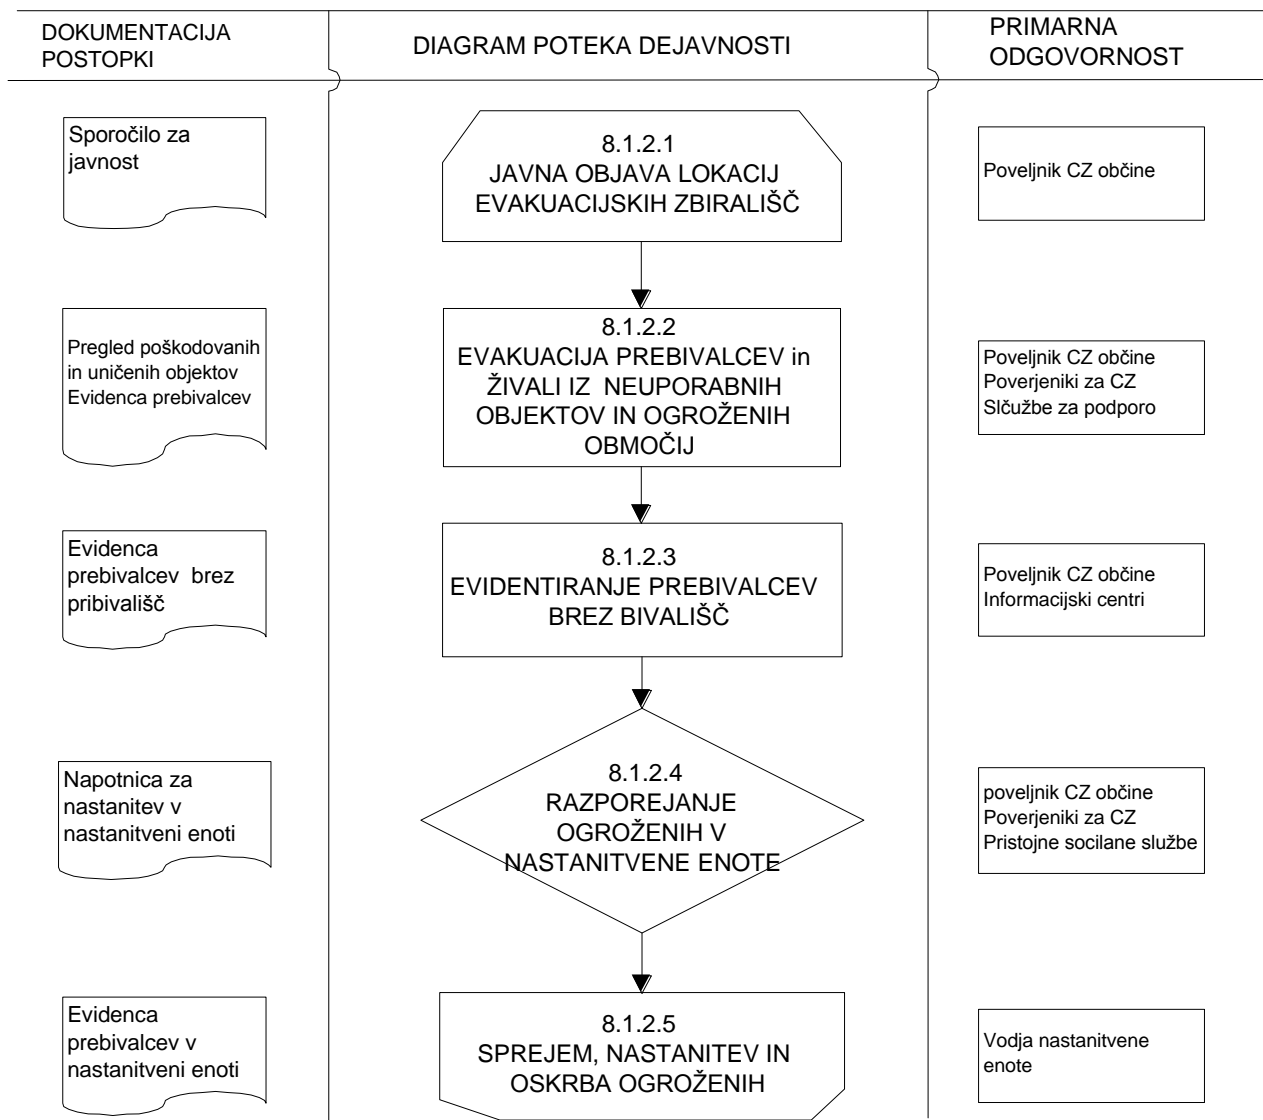 DOKUMENTACIJA
POSTOPKI
DIAGRAM POTEKA DEJAVNOSTI
PRIMARNA
ODGOVORNOST
Sporočilo za
javnost
8.1.2.1
JAVNA OBJAVA LOKACIJ
EVAKUACIJSKIH ZBIRALIŠČ
Poveljnik CZ občine
Pregled poškodovanih
in uničenih objektov
Evidenca prebivalcev
8.1.2.2
EVAKUACIJA PREBIVALCEV in
ŽIVALI IZ NEUPORABNIH
OBJEKTOV IN OGROŽENIH
OBMOČIJ
Poveljnik CZ občine
Poverjeniki za CZ
Slčužbe za podporo
Evidenca
prebivalcev brez
pribivališč
8.1.2.3
EVIDENTIRANJE PREBIVALCEV
BREZ BIVALIŠČ
Poveljnik CZ občine
Informacijski centri
Napotnica za
nastanitev v
nastanitveni enoti
8.1.2.4
RAZPOREJANJE
OGROŽENIH V
NASTANITVENE ENOTE
poveljnik CZ občine
Poverjeniki za CZ
Pristojne socilane službe
Evidenca
prebivalcev v
nastanitveni enoti
8.1.2.5
SPREJEM, NASTANITEV IN
OSKRBA OGROŽENIH
Vodja nastanitvene
enote